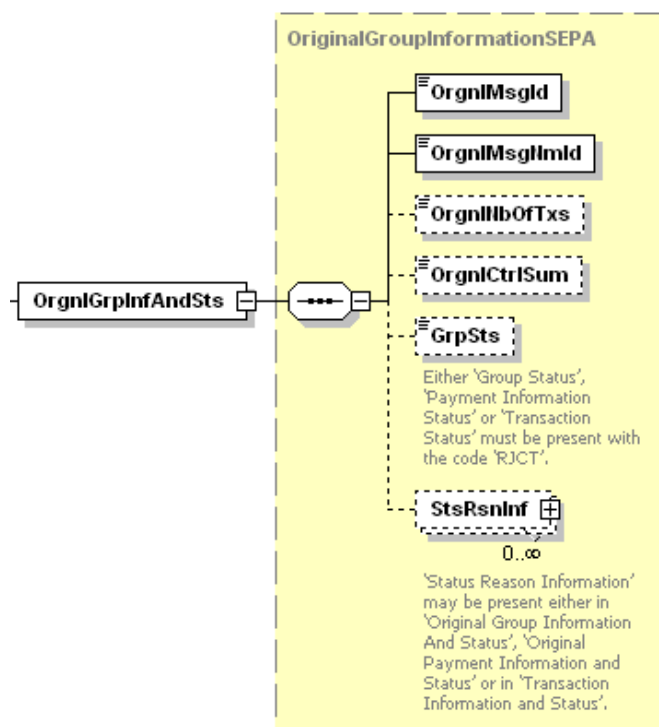 OriginalGroupInformationSEPA
OrgnlMsgId
OrgnlMsgNmId
OrgnlNbOfTxs
OrgnlCtrlSum
OrgnlGrpInfAndSts
GrpSts
Either 'Group Status',
'Payment Information
Status' or 'Transaction
Status' must be present with
the code 'RJCT'.
StsRsnInf
0..∞
'Status Reason Information'
may be present either in
'Original Group Information
And Status', 'Original
Payment Information and
Status' or in 'Transaction
Information and Status'.